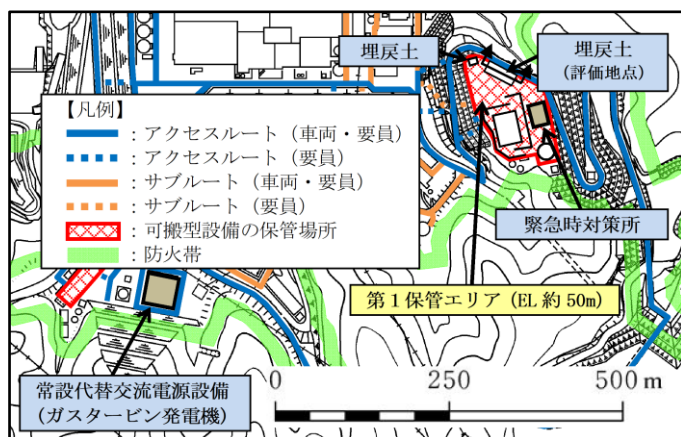 埋戻土
埋戻土
(評価地点)
【凡例】
:アクセスルート(車両・要員)
:アクセスルート(要員)
:サブルート(車両・要員)
:サブルート(要員)
:可搬型設備の保管場所
:防火帯
緊急時対策所
第1保管エリア(EL約50m)
常設代替交流電源設備
(ガスタービン発電機)
0 250 500 m